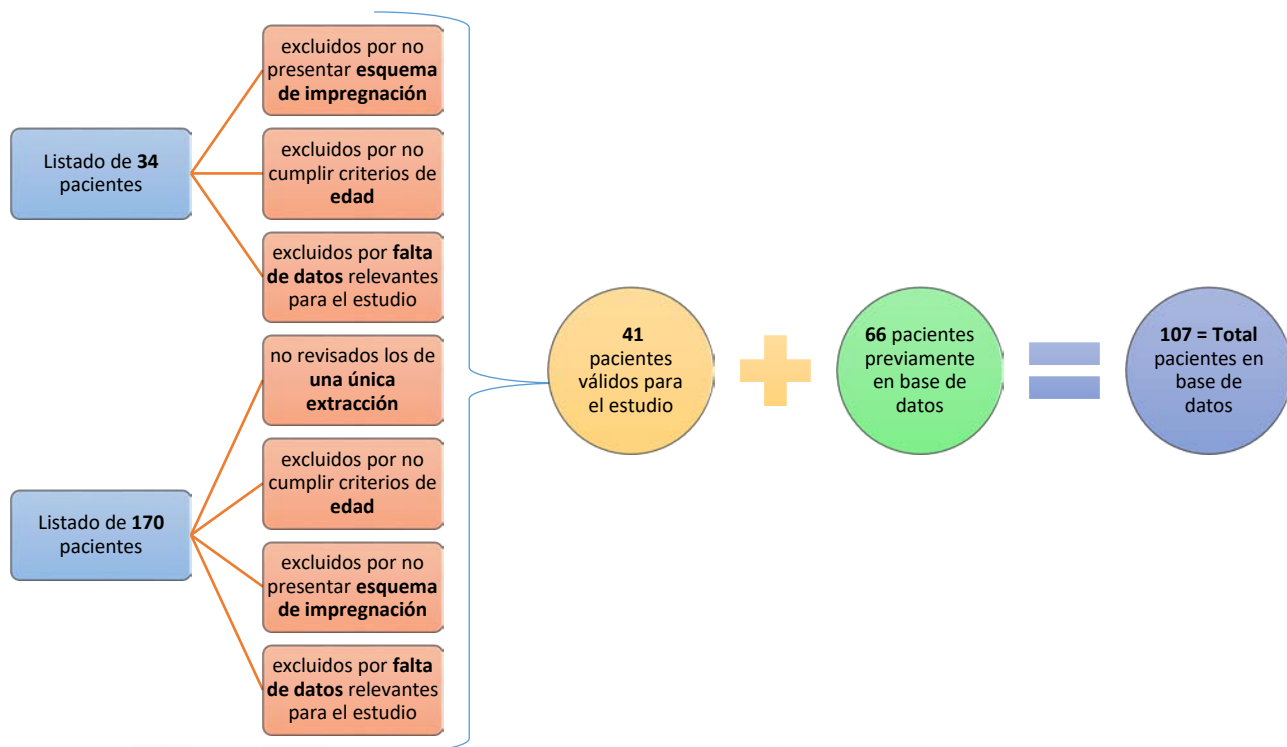 Listado de 34
pacientes
excluidos por no
presentar esquema
de impregnación
excluidos por no
cumplir criterios de
edad
excluidos por falta
de datos relevantes
para el estudio
Listado de 170
pacientes
no revisados los de
una única
extracción
excluidos por no
cumplir criterios de
edad
excluidos por no
presentar esquema
de impregnación
excluidos por falta
de datos relevantes
para el estudio
41
pacientes
válidos para
el estudio
66 pacientes
previamente
en base de
datos
107 = Total
pacientes en
base de
datos